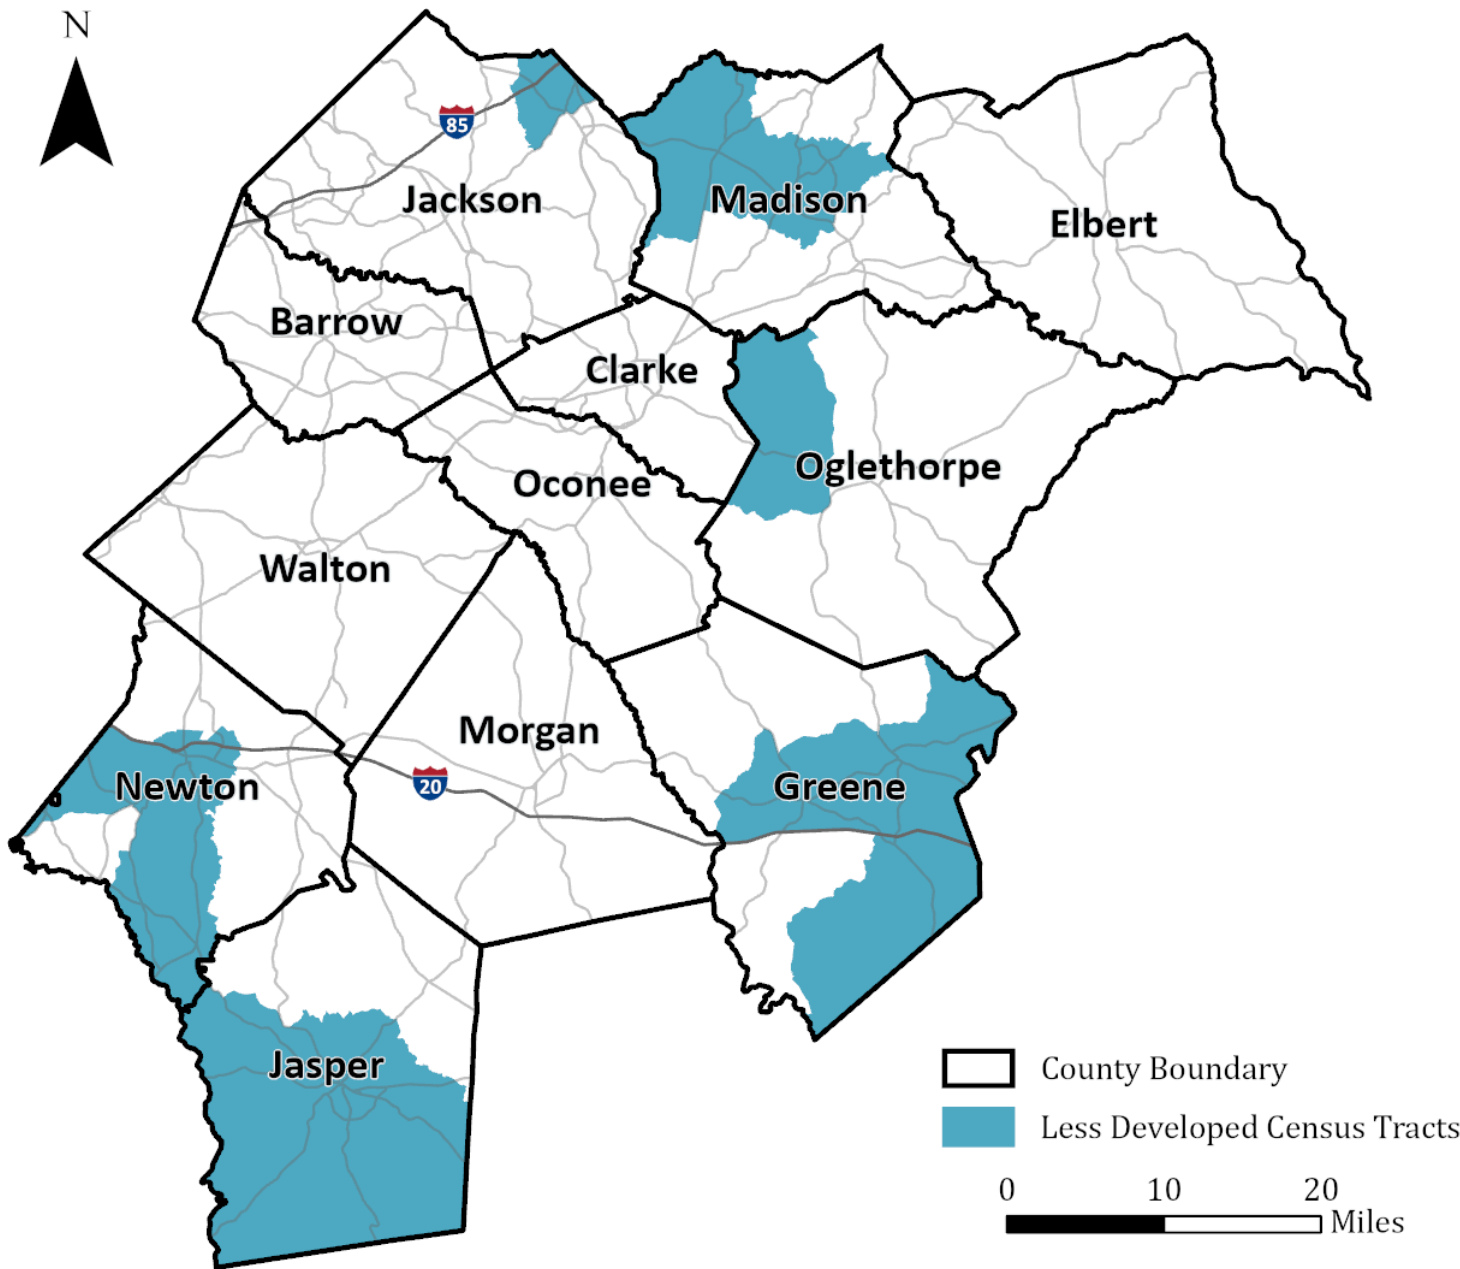 N
85
Jackson
Madison
Elbert
Barrow
Clarke
Oglethorpe
Oconee
Walton
Morgan
20
Newton
Greene
Jasper
County Boundary
Less Developed Census Tracts
0 10 20
Miles